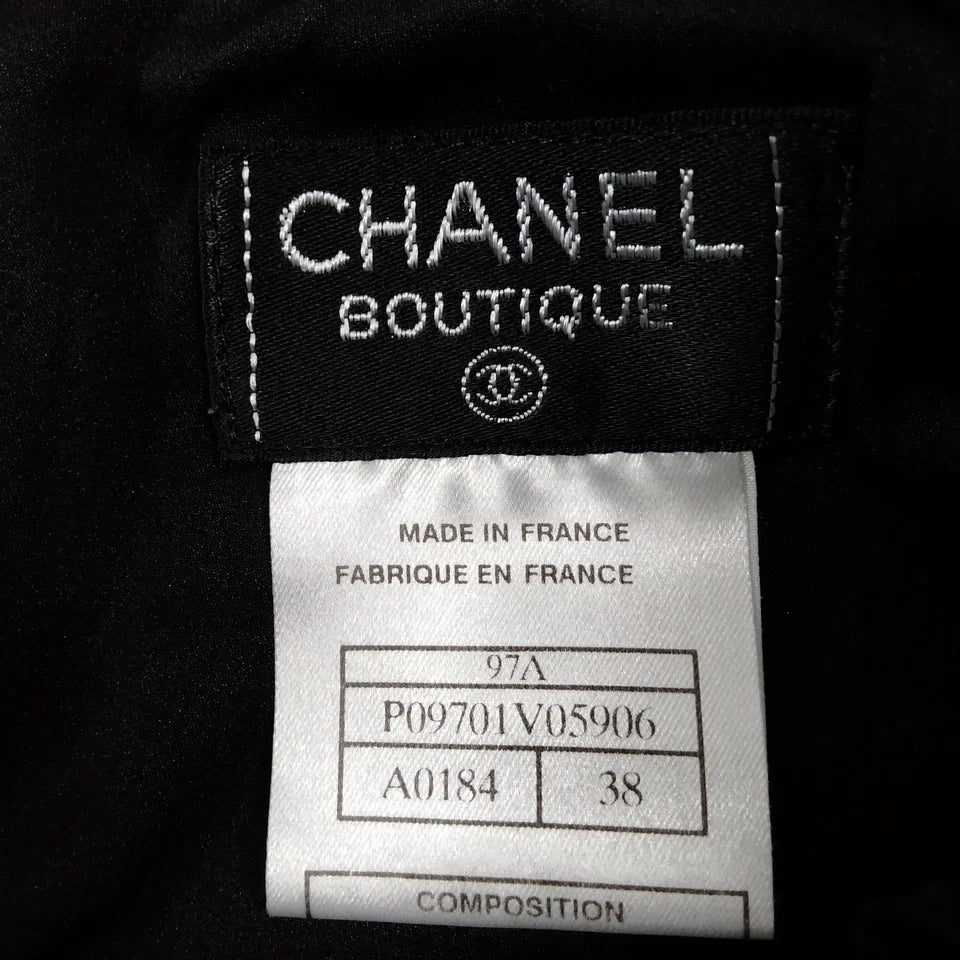 CHANEL
BOUTIQUE
MADE IN FRANCE
FABRIQUE EN FRANCE
97A
P09701V05906
A0184 38
COMPOSITION